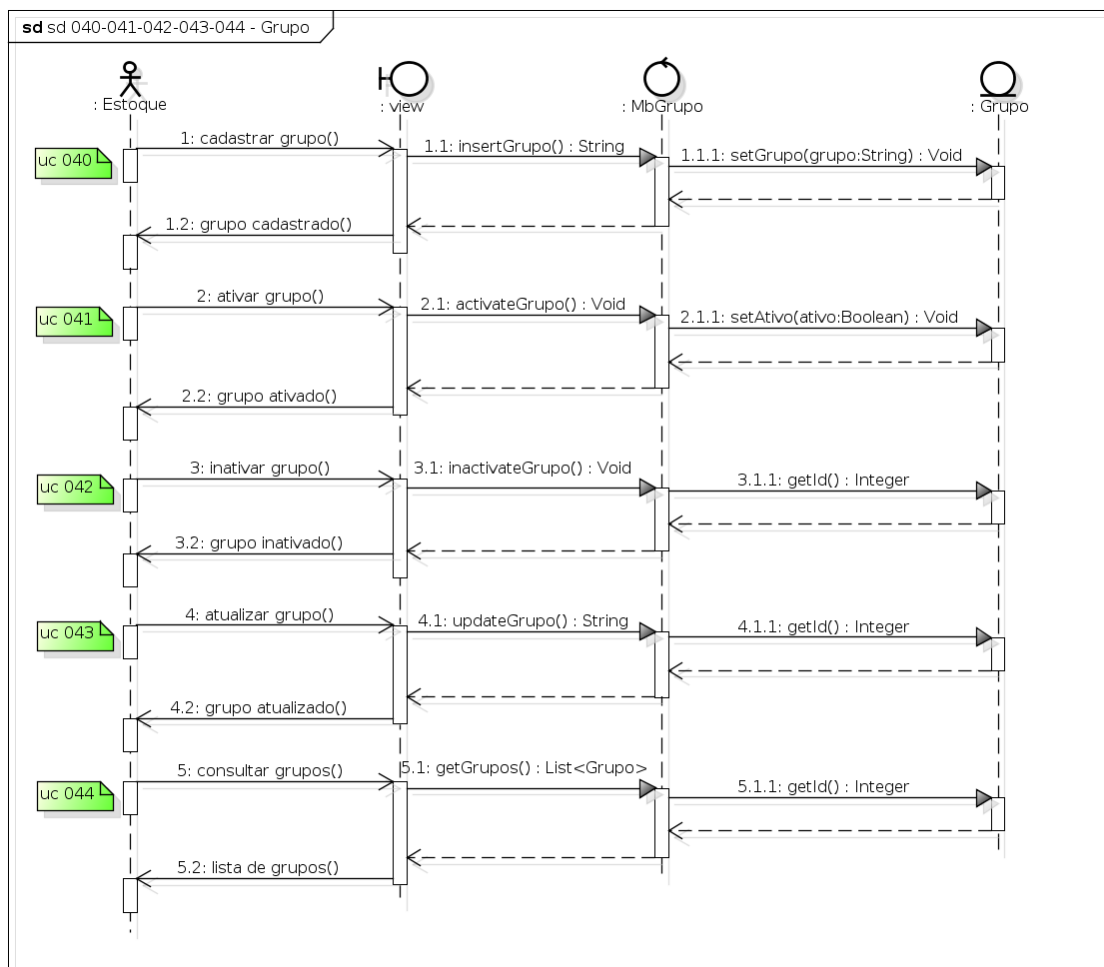 sd sd 040-041-042-043-044 - Grupo
: Estoque
: view
: MbGrupo
: Grupo
uc 040
1: cadastrar grupo()
1.1: insertGrupo() : String
1.1.1: setGrupo(grupo:String) : Void
1.2: grupo cadastrado()
uc 041
2: ativar grupo()
2.1: activateGrupo() : Void
2.1.1: setAtivo(ativo:Boolean) : Void
2.2: grupo ativado()
uc 042
3: inativar grupo()
3.1: inactivateGrupo() : Void
3.1.1: getId() : Integer
3.2: grupo inativado()
uc 043
4: atualizar grupo()
4.1: updateGrupo() : String
4.1.1: getId() : Integer
4.2: grupo atualizado()
uc 044
5: consultar grupos()
5.1: getGrupos() : List<Grupo>
5.1.1: getId() : Integer
5.2: lista de grupos()